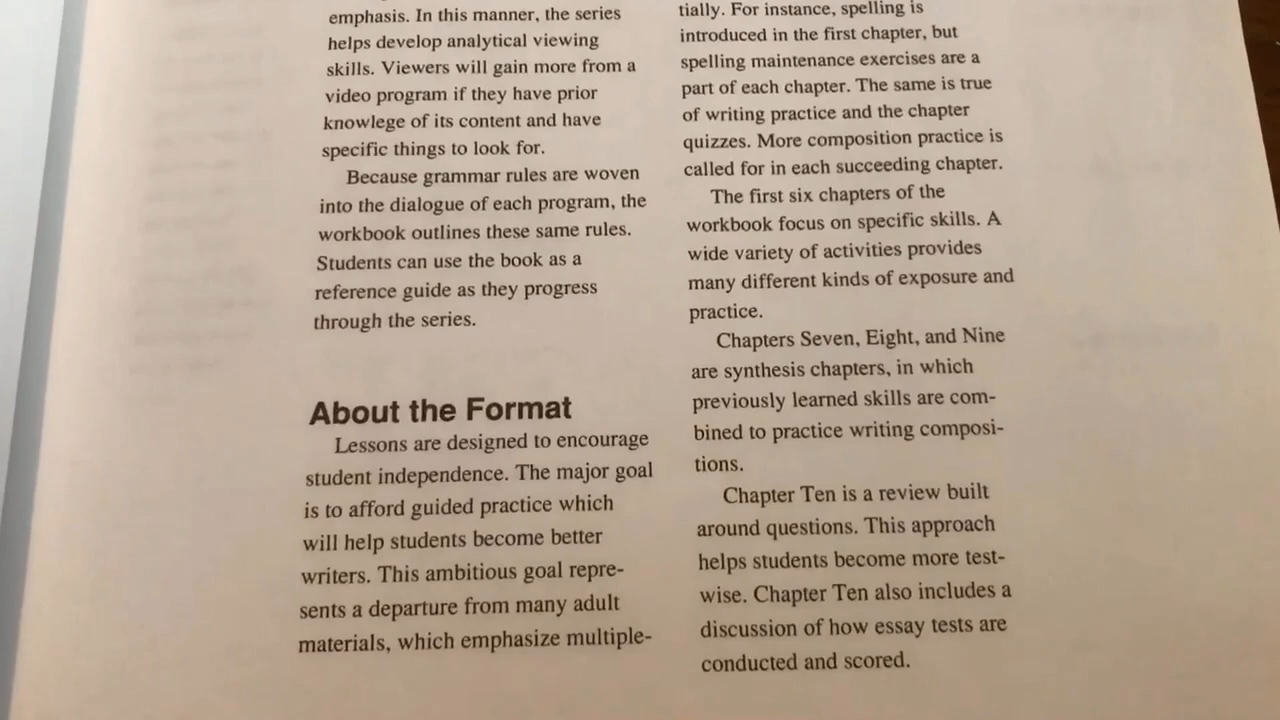 emphasis. In this manner, the series
helps develop analytical viewing
skills. Viewers will gain more from a
video program if they have prior
knowlege of its content and have
specific things to look for.
Because grammar rules are woven
into the dialogue of each program, the
workbook outlines these same rules.
Students can use the book as a
reference guide as they progress
through the series.
About the Format
Lessons are designed to encourage
student independence. The major goal
is to afford guided practice which
will help students become better
writers. This ambitious goal repre-
sents a departure from many adult
materials, which emphasize multiple-
tially. For instance, spelling is
introduced in the first chapter, but
spelling maintenance exercises are a
part of each chapter. The same is true
of writing practice and the chapter
quizzes. More composition practice is
called for in each succeeding chapter.
The first six chapters of the
workbook focus on specific skills. A
wide variety of activities provides
many different kinds of exposure and
practice.
Chapters Seven, Eight, and Nine
are synthesis chapters, in which
previously learned skills are com-
bined to practice writing composi-
tions.
Chapter Ten is a review built
around questions. This approach
helps students become more test-
wise. Chapter Ten also includes a
discussion of how essay tests are
conducted and scored.